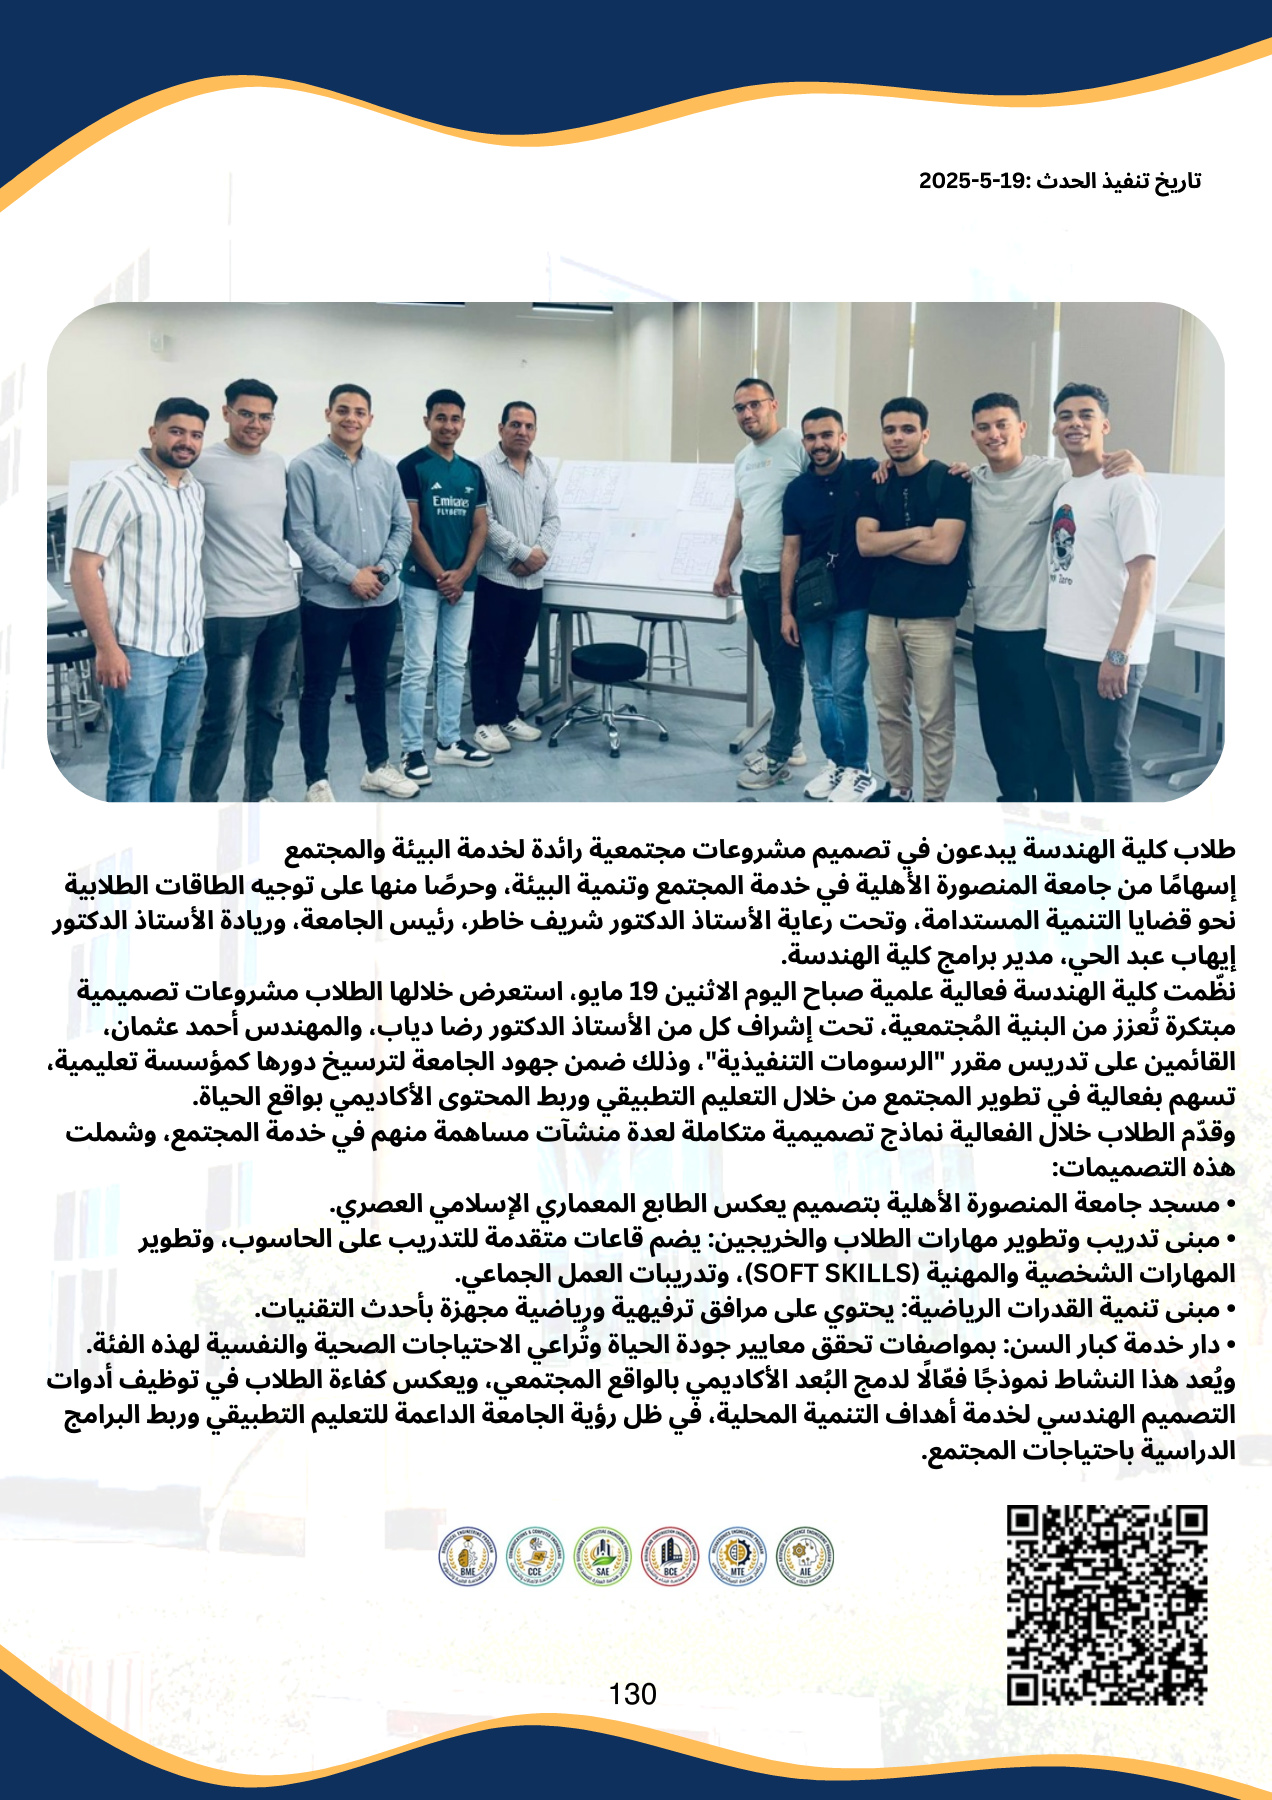 تاريخ تنفيذ الحدث :19-5-2025
Emirates
FLY BETTER
طلاب كلية الهندسة يبدعون في تصميم مشروعات مجتمعية رائدة لخدمة البيئة والمجتمع
إسهامًا من جامعة المنصورة الأهلية في خدمة المجتمع وتنمية البيئة، وحرصًا منها على توجيه الطاقات الطلابية
نحو قضايا التنمية المستدامة، وتحت رعاية الأستاذ الدكتور شريف خاطر، رئيس الجامعة، وريادة الأستاذ الدكتور
إيهاب عبد الحي، مدير برامج كلية الهندسة.
نظّمت كلية الهندسة فعالية علمية صباح اليوم الاثنين 19 مايو، استعرض خلالها الطلاب مشروعات تصميمية
مبتكرة تُعزز من البنية المُجتمعية، تحت إشراف كل من الأستاذ الدكتور رضا دياب، والمهندس أحمد عثمان،
القائمين على تدريس مقرر "الرسومات التنفيذية"، وذلك ضمن جهود الجامعة لترسيخ دورها كمؤسسة تعليمية،
تسهم بفعالية في تطوير المجتمع من خلال التعليم التطبيقي وربط المحتوى الأكاديمي بواقع الحياة.
وقدّم الطلاب خلال الفعالية نماذج تصميمية متكاملة لعدة منشآت مساهمة منهم في خدمة المجتمع، وشملت
هذه التصميمات:
• مسجد جامعة المنصورة الأهلية بتصميم يعكس الطابع المعماري الإسلامي العصري.
• مبنى تدريب وتطوير مهارات الطلاب والخريجين: يضم قاعات متقدمة للتدريب على الحاسوب، وتطوير
المهارات الشخصية والمهنية (SOFT SKILLS)، وتدريبات العمل الجماعي.
• مبنى تنمية القدرات الرياضية: يحتوي على مرافق ترفيهية ورياضية مجهزة بأحدث التقنيات.
• دار خدمة كبار السن: بمواصفات تحقق معايير جودة الحياة وتُراعي الاحتياجات الصحية والنفسية لهذه الفئة.
ويُعد هذا النشاط نموذجًا فعّالًا لدمج البُعد الأكاديمي بالواقع المجتمعي، ويعكس كفاءة الطلاب في توظيف أدوات
التصميم الهندسي لخدمة أهداف التنمية المحلية، في ظل رؤية الجامعة الداعمة للتعليم التطبيقي وربط البرامج
الدراسية باحتياجات المجتمع.
BME
CCE
SAE
BCE
MTE
AIE
130